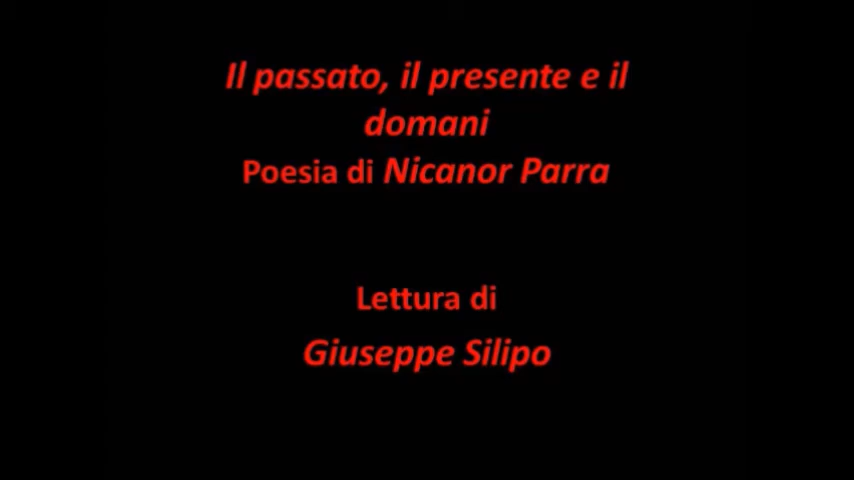 Il passato, il presente e il
domani
Poesia di Nicanor Parra
Lettura di
Giuseppe Silipo